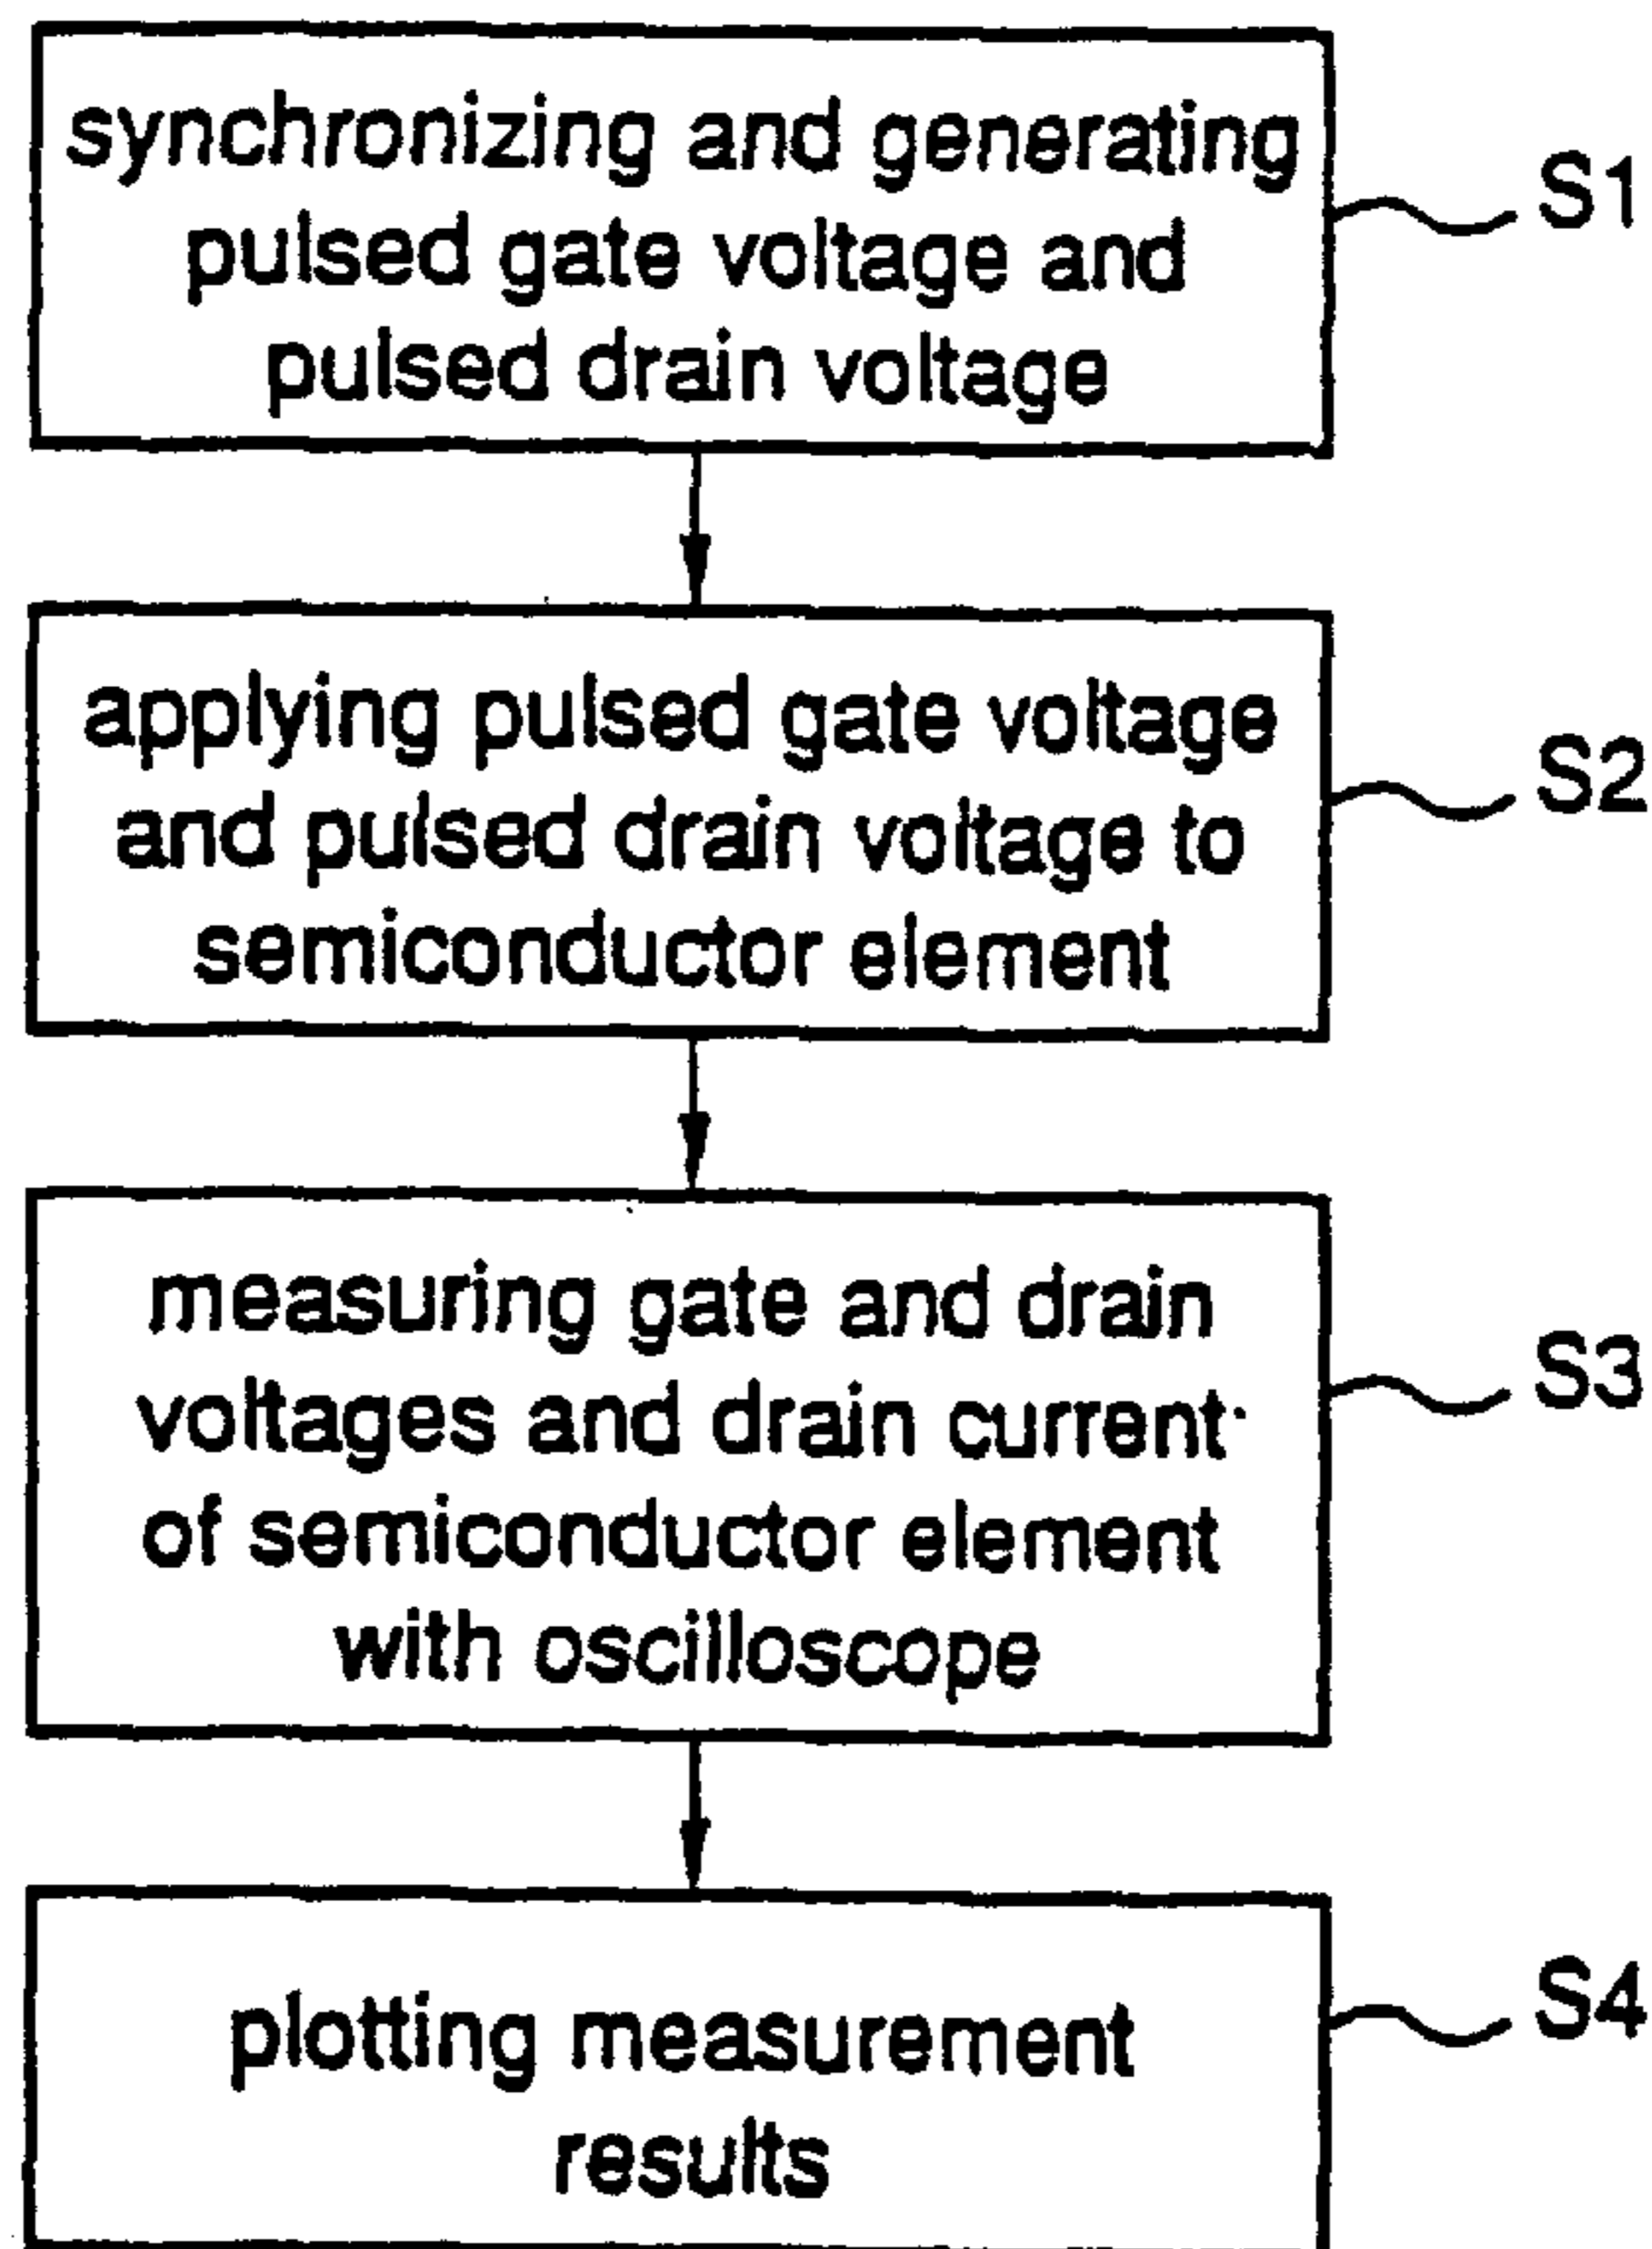 synchronizing and generating
pulsed gate voltage and
pulsed drain voltage
S1
applying pulsed gate voltage
and pulsed drain voltage to
semiconductor element
S2
measuring gate and drain
voltages and drain current
of semiconductor element
with oscilloscope
S3
plotting measurement
results
S4